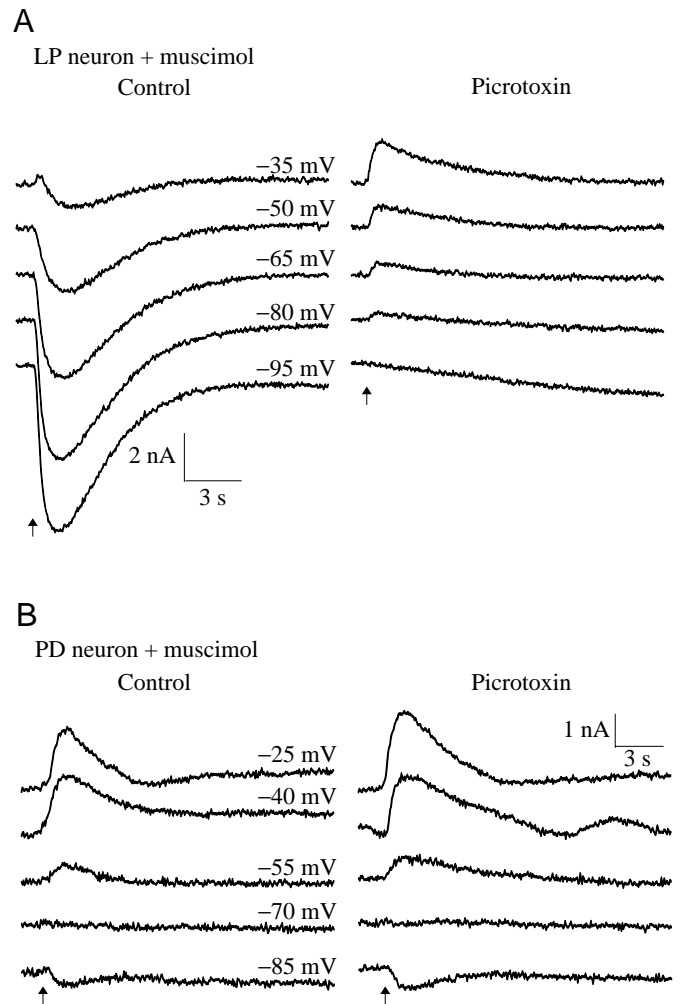 A
LP neuron + muscimol
Control
Picrotoxin
−35 mV
−50 mV
−65 mV
−80 mV
−95 mV
2 nA
3 s
B
PD neuron + muscimol
Control
Picrotoxin
1 nA
3 s
−25 mV
−40 mV
−55 mV
−70 mV
−85 mV